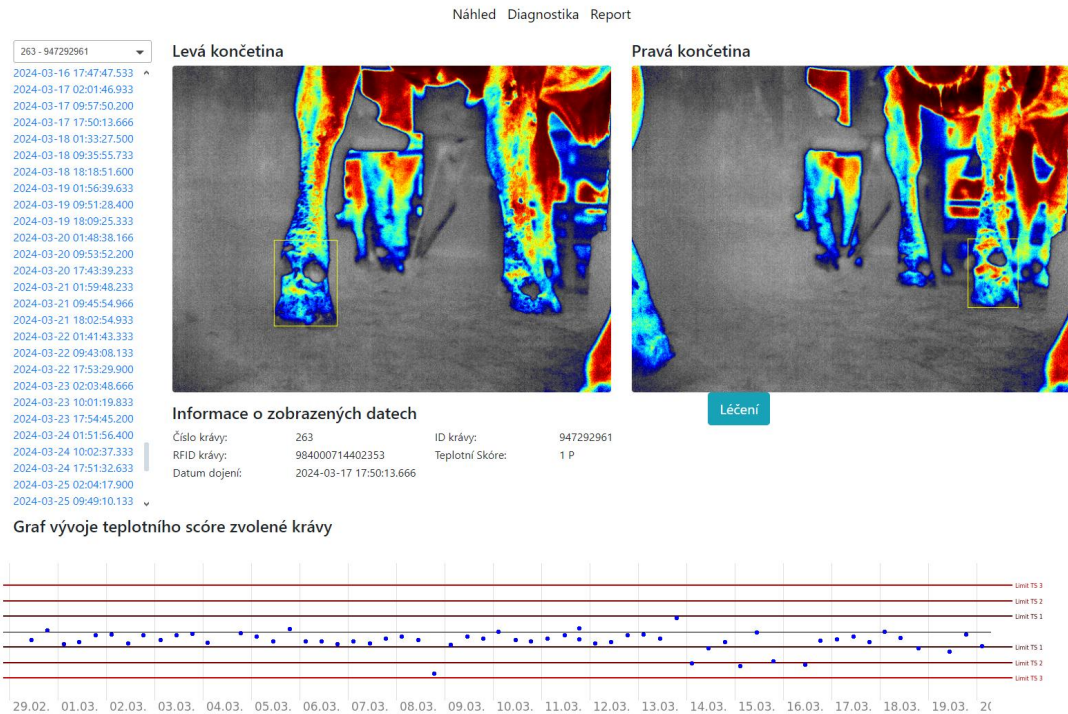 Náhled Diagnostika Report
263 - 947292961
2024-03-16 17:47:47.533
2024-03-17 02:01:46.933
2024-03-17 09:57:50.200
2024-03-17 17:50:13.666
2024-03-18 01:33:27.500
2024-03-18 09:35:55.733
2024-03-18 18:18:51.600
2024-03-19 01:56:39.633
2024-03-19 09:51:28.400
2024-03-19 18:09:25.333
2024-03-20 01:48:38.166
2024-03-20 09:53:52.200
2024-03-20 17:43:39.233
2024-03-21 01:59:48.233
2024-03-21 09:45:54.966
2024-03-21 18:02:54.933
2024-03-22 01:41:43.333
2024-03-22 09:43:08.133
2024-03-22 17:53:29.900
2024-03-23 02:03:48.666
2024-03-23 10:01:19.833
2024-03-23 17:54:45.200
2024-03-24 01:51:56.400
2024-03-24 10:02:37.333
2024-03-24 17:51:32.633
2024-03-25 02:04:17.900
2024-03-25 09:49:10.133
Levá končetina
Pravá končetina
Léčení
Informace o zobrazených datech
Číslo krávy: 263 ID krávy: 947292961
RFID krávy: 984000714402353 Teplotní Skóre: 1 P
Datum dojení: 2024-03-17 17:50:13.666
Graf vývoje teplotního scóre zvolené krávy
Limit TS 3
Limit TS 2
Limit TS 1
Limit TS 1
Limit TS 2
Limit TS 3
29.02. 01.03. 02.03. 03.03. 04.03. 05.03. 06.03. 07.03. 08.03. 09.03. 10.03. 11.03. 12.03. 13.03. 14.03. 15.03. 16.03. 17.03. 18.03. 19.03. 20